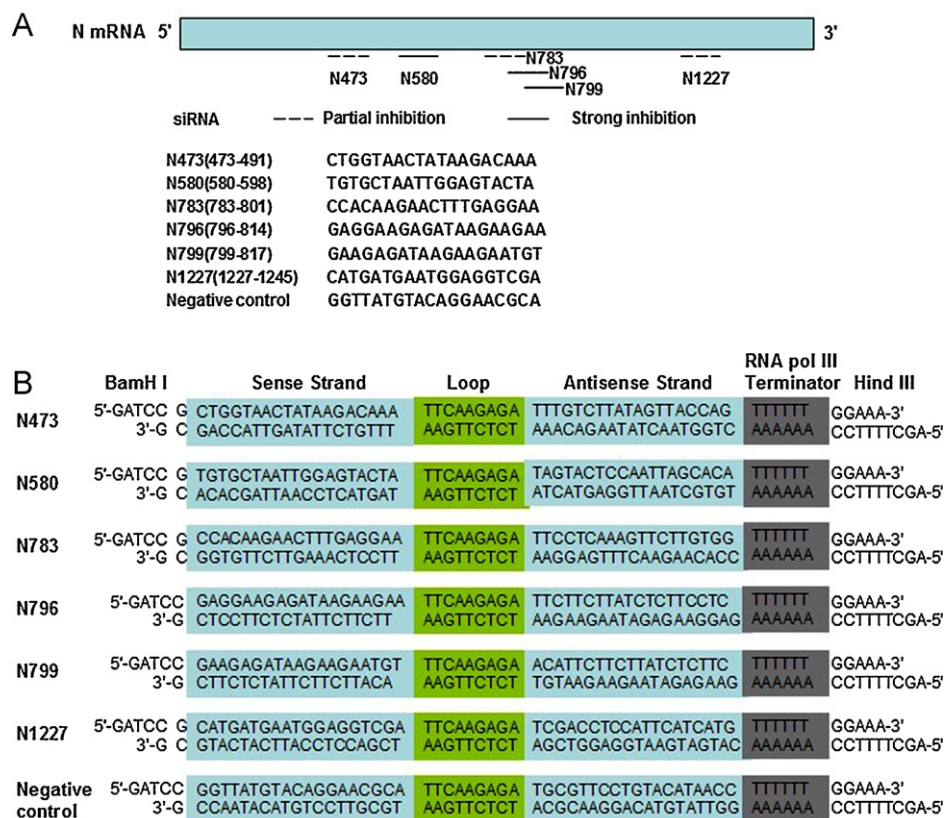 A
N mRNA 5' 3'
N783
N473 N580 N796 N1227
N799
siRNA Partial inhibition Strong inhibition
N473(473-491) CTGGTAACTATAAGACAAA
N580(580-598) TGTGCTAATTGGAGTACTA
N783(783-801) CCACAAGAACTTTGAGGAA
N796(796-814) GAGGAAGAGATAAGAAGAA
N799(799-817) GAAGAGATAAGAAGAATGT
N1227(1227-1245) CATGATGAATGGAGGTCGA
Negative control GGTTATGTACAGGAACGCA
B
RNA pol III
BamH I Sense Strand Loop Antisense Strand Terminator Hind III
N473
5'-GATCC G CTGGTAACTATAAGACAAA TTCAAGAGA TTTGTCTTATAGTTACCAG TTTTTT GGAAA-3'
3'-G C GACCATTGATATTCTGTTT AAGTTCTCT AAACAGAATATCAATGGTC AAAAAA CCTTTTCGA-5'
N580
5'-GATCC G TGTGCTAATTGGAGTACTA TTCAAGAGA TAGTACTCCAATTAGCACA TTTTTT GGAAA-3'
3'-G C ACACGATTAACCTCATGAT AAGTTCTCT ATCATGAGGTTAATCGTGT AAAAAA CCTTTTCGA-5'
N783
5'-GATCC G CCACAAGAACTTTGAGGAA TTCAAGAGA TTCCTCAAAGTTCTTGTGG TTTTTT GGAAA-3'
3'-G C GGTGTTCTTGAAACTCCTT AAGTTCTCT AAGGAGTTTCAAGAACACC AAAAAA CCTTTTCGA-5'
N796
5'-GATCC GAGGAAGAGATAAGAAGAA TTCAAGAGA TTCTTCTTATCTCTTCCTC TTTTTT GGAAA-3'
3'-G CTCCTTCTCTATTCTTCTT AAGTTCTCT AAGAAGAATAGAGAAGGAG AAAAAA CCTTTTCGA-5'
N799
5'-GATCC GAAGAGATAAGAAGAATGT TTCAAGAGA ACATTCTTCTTATCTCTTC TTTTTT GGAAA-3'
3'-G CTTCTCTATTCTTCTTACA AAGTTCTCT TGTAAGAAGAATAGAGAAG AAAAAA CCTTTTCGA-5'
N1227
5'-GATCC G CATGATGAATGGAGGTCGA TTCAAGAGA TCGACCTCCATTCATCATG TTTTTT GGAAA-3'
3'-G C GTACTACTTACCTCCAGCT AAGTTCTCT AGCTGGAGGTAAGTAGTAC AAAAAA CCTTTTCGA-5'
Negative
control
5'-GATCC GGTTATGTACAGGAACGCA TTCAAGAGA TGCGTTCCTGTACATAACC TTTTTT GGAAA-3'
3'-G CCAATACATGTCCTTGCGT AAGTTCTCT ACGCAAGGACATGTATTGG AAAAAA CCTTTTCGA-5'